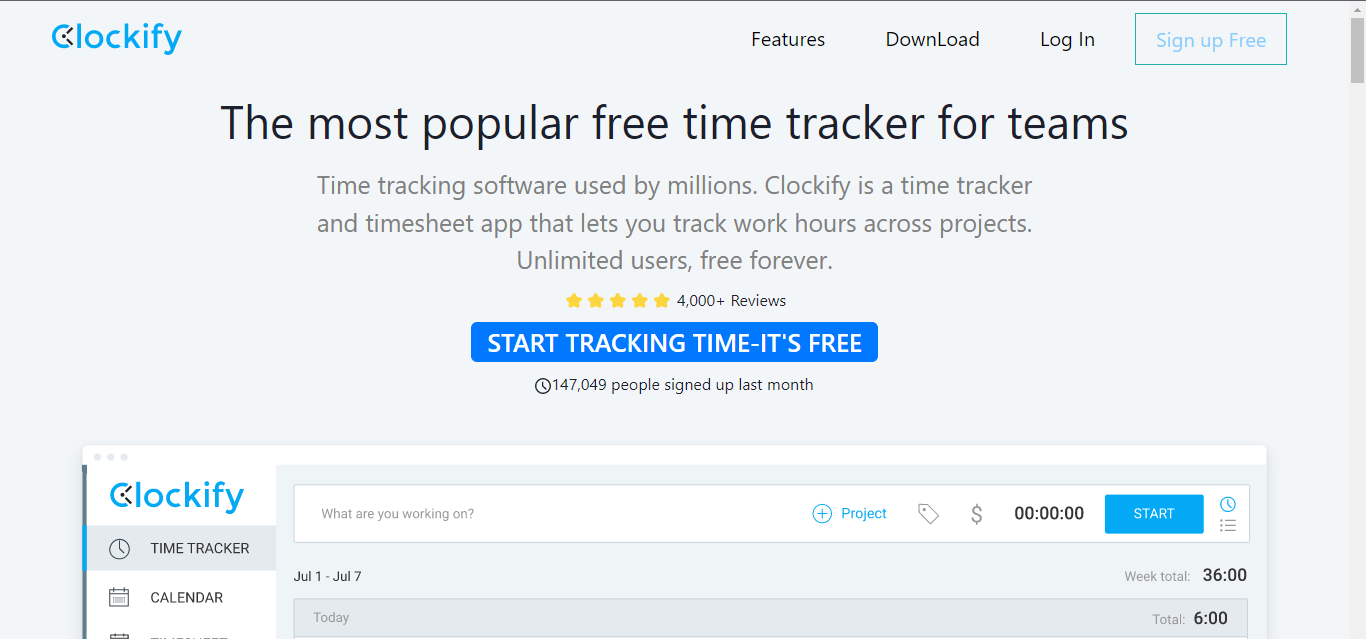 Clockify
Features DownLoad Log In Sign up Free
The most popular free time tracker for teams
Time tracking software used by millions. Clockify is a time tracker
and timesheet app that lets you track work hours across projects.
Unlimited users, free forever.
4,000+ Reviews
START TRACKING TIME-IT'S FREE
147,049 people signed up last month
Clockify
What are you working on? Project $ 00:00:00 START
TIME TRACKER
Jul 1 - Jul 7 Week total: 36:00
CALENDAR
Today Total: 6:00